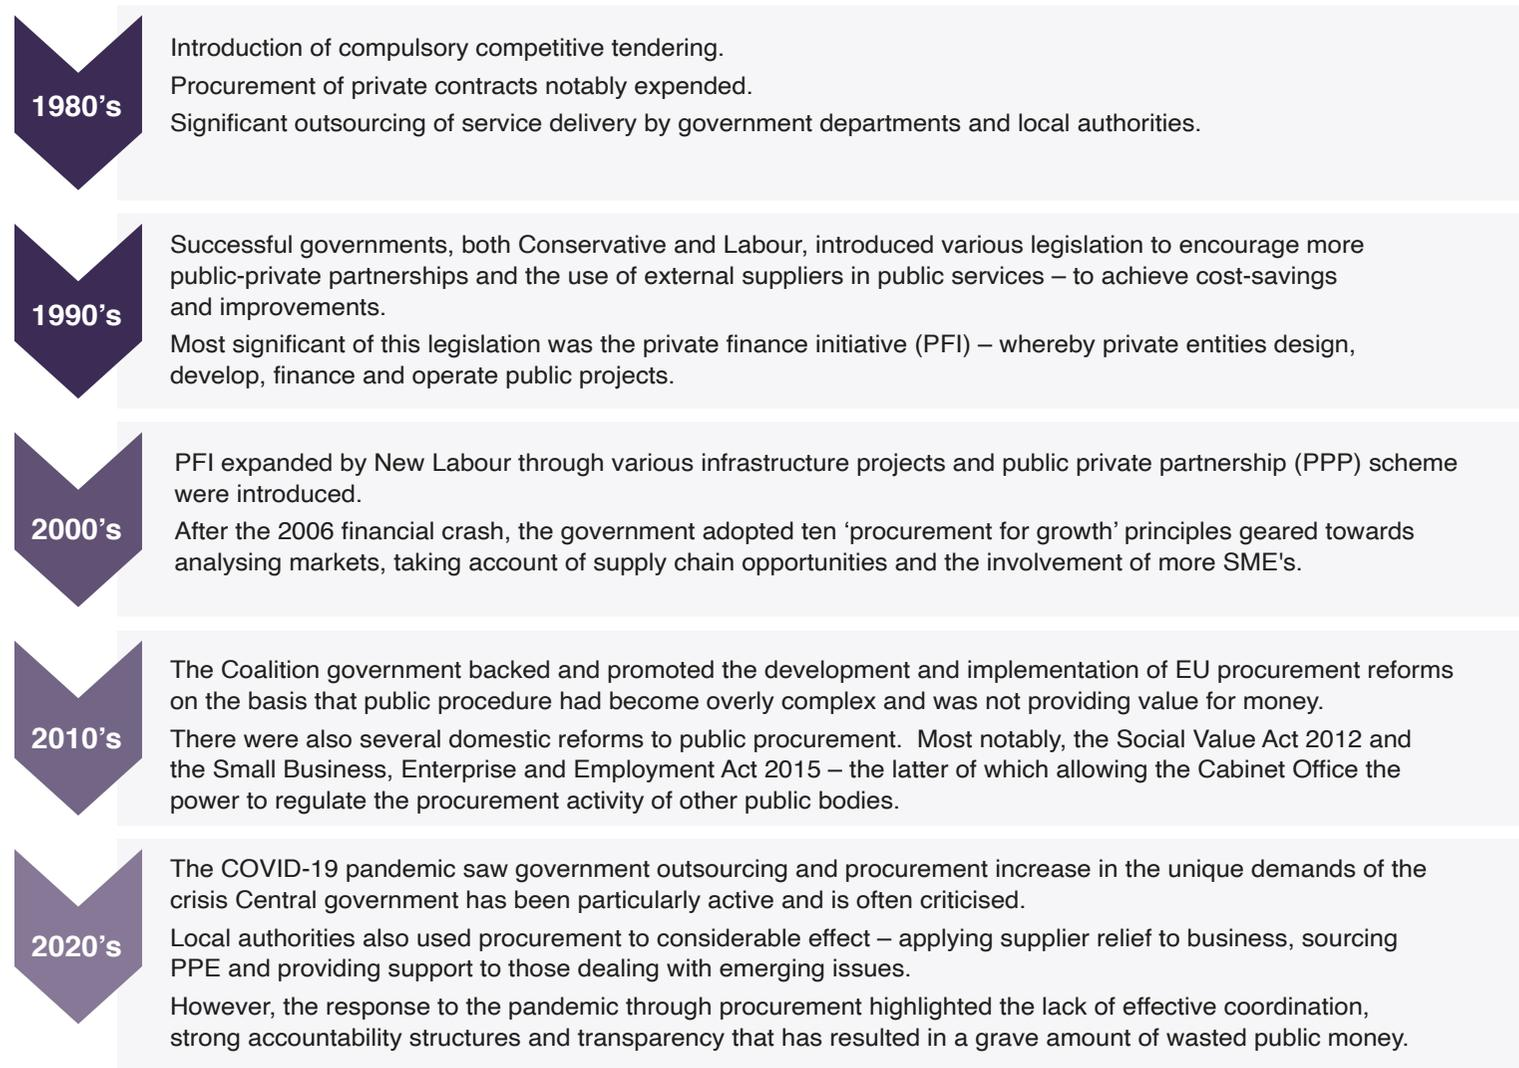 1980’s
Introduction of compulsory competitive tendering.
Procurement of private contracts notably expended.
Significant outsourcing of service delivery by government departments and local authorities.
1990’s
Successful governments, both Conservative and Labour, introduced various legislation to encourage more
public-private partnerships and the use of external suppliers in public services – to achieve cost-savings
and improvements.
Most significant of this legislation was the private finance initiative (PFI) – whereby private entities design,
develop, finance and operate public projects.
2000’s
PFI expanded by New Labour through various infrastructure projects and public private partnership (PPP) scheme
were introduced.
After the 2006 financial crash, the government adopted ten ‘procurement for growth’ principles geared towards
analysing markets, taking account of supply chain opportunities and the involvement of more SME's.
2010’s
The Coalition government backed and promoted the development and implementation of EU procurement reforms
on the basis that public procedure had become overly complex and was not providing value for money.
There were also several domestic reforms to public procurement.  Most notably, the Social Value Act 2012 and
the Small Business, Enterprise and Employment Act 2015 – the latter of which allowing the Cabinet Office the
power to regulate the procurement activity of other public bodies.
2020’s
The COVID-19 pandemic saw government outsourcing and procurement increase in the unique demands of the
crisis Central government has been particularly active and is often criticised.
Local authorities also used procurement to considerable effect – applying supplier relief to business, sourcing
PPE and providing support to those dealing with emerging issues.
However, the response to the pandemic through procurement highlighted the lack of effective coordination,
strong accountability structures and transparency that has resulted in a grave amount of wasted public money.